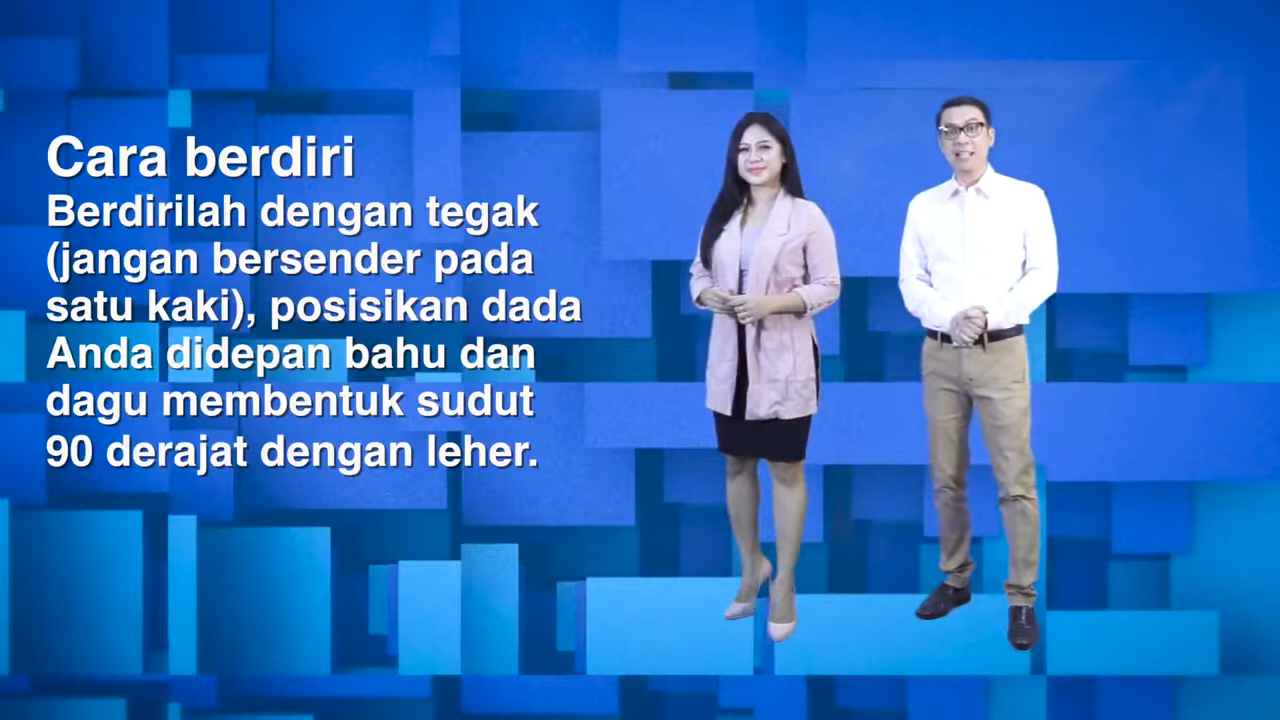 Cara berdiri
Berdirilah dengan tegak
(jangan bersender pada
satu kaki), posisikan dada
Anda didepan bahu dan
dagu membentuk sudut
90 derajat dengan leher.